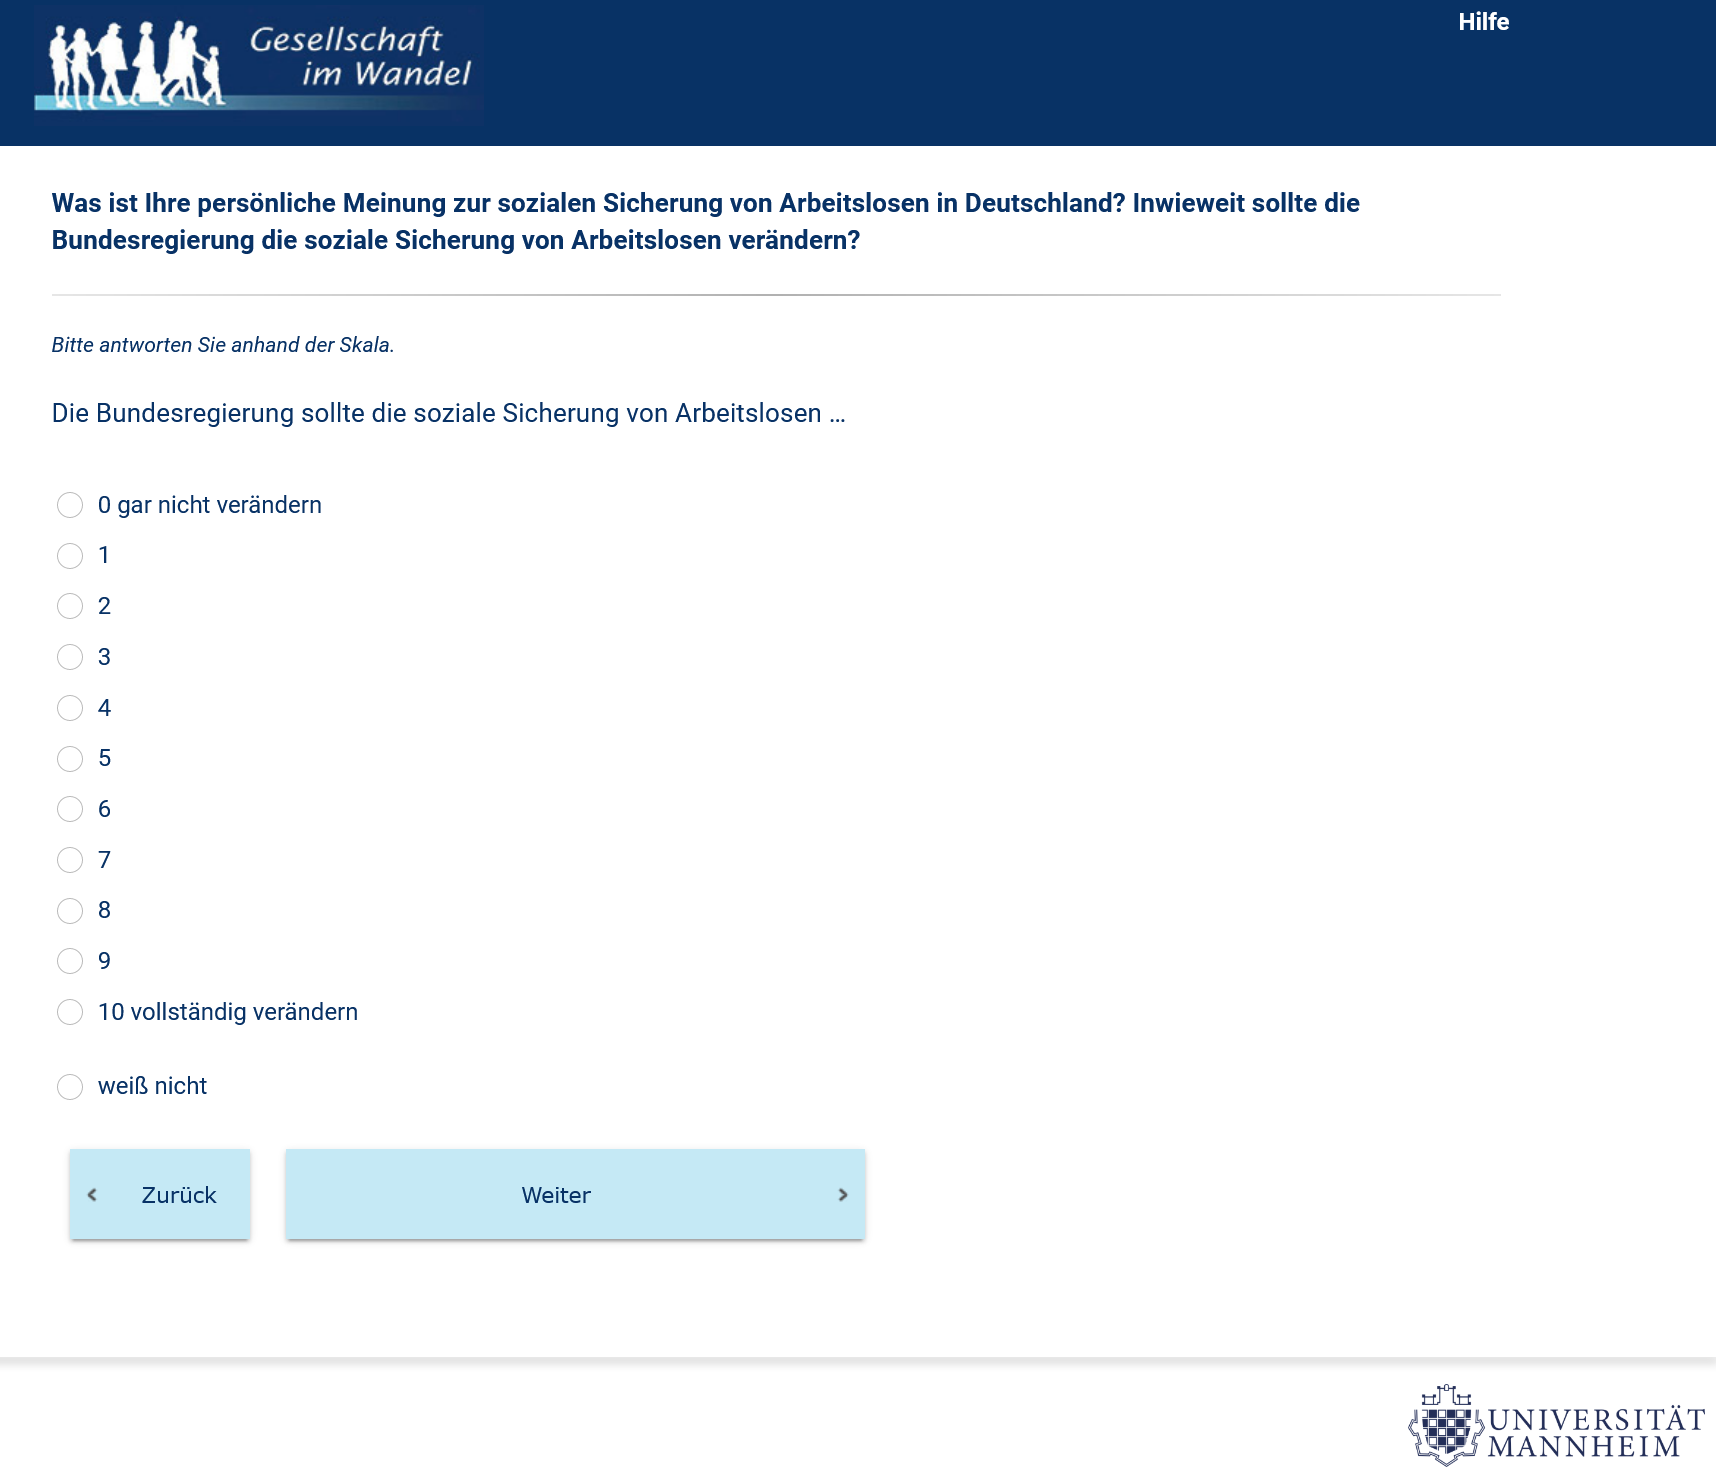 Gesellschaft
im Wandel
Hilfe
Was ist Ihre persönliche Meinung zur sozialen Sicherung von Arbeitslosen in Deutschland? Inwieweit sollte die
Bundesregierung die soziale Sicherung von Arbeitslosen verändern?
Bitte antworten Sie anhand der Skala.
Die Bundesregierung sollte die soziale Sicherung von Arbeitslosen ...
0 gar nicht verändern
1
2
3
4
5
6
7
8
9
10 vollständig verändern
weiß nicht
Zurück
Weiter
UNIVERSITÄT
MANNHEIM